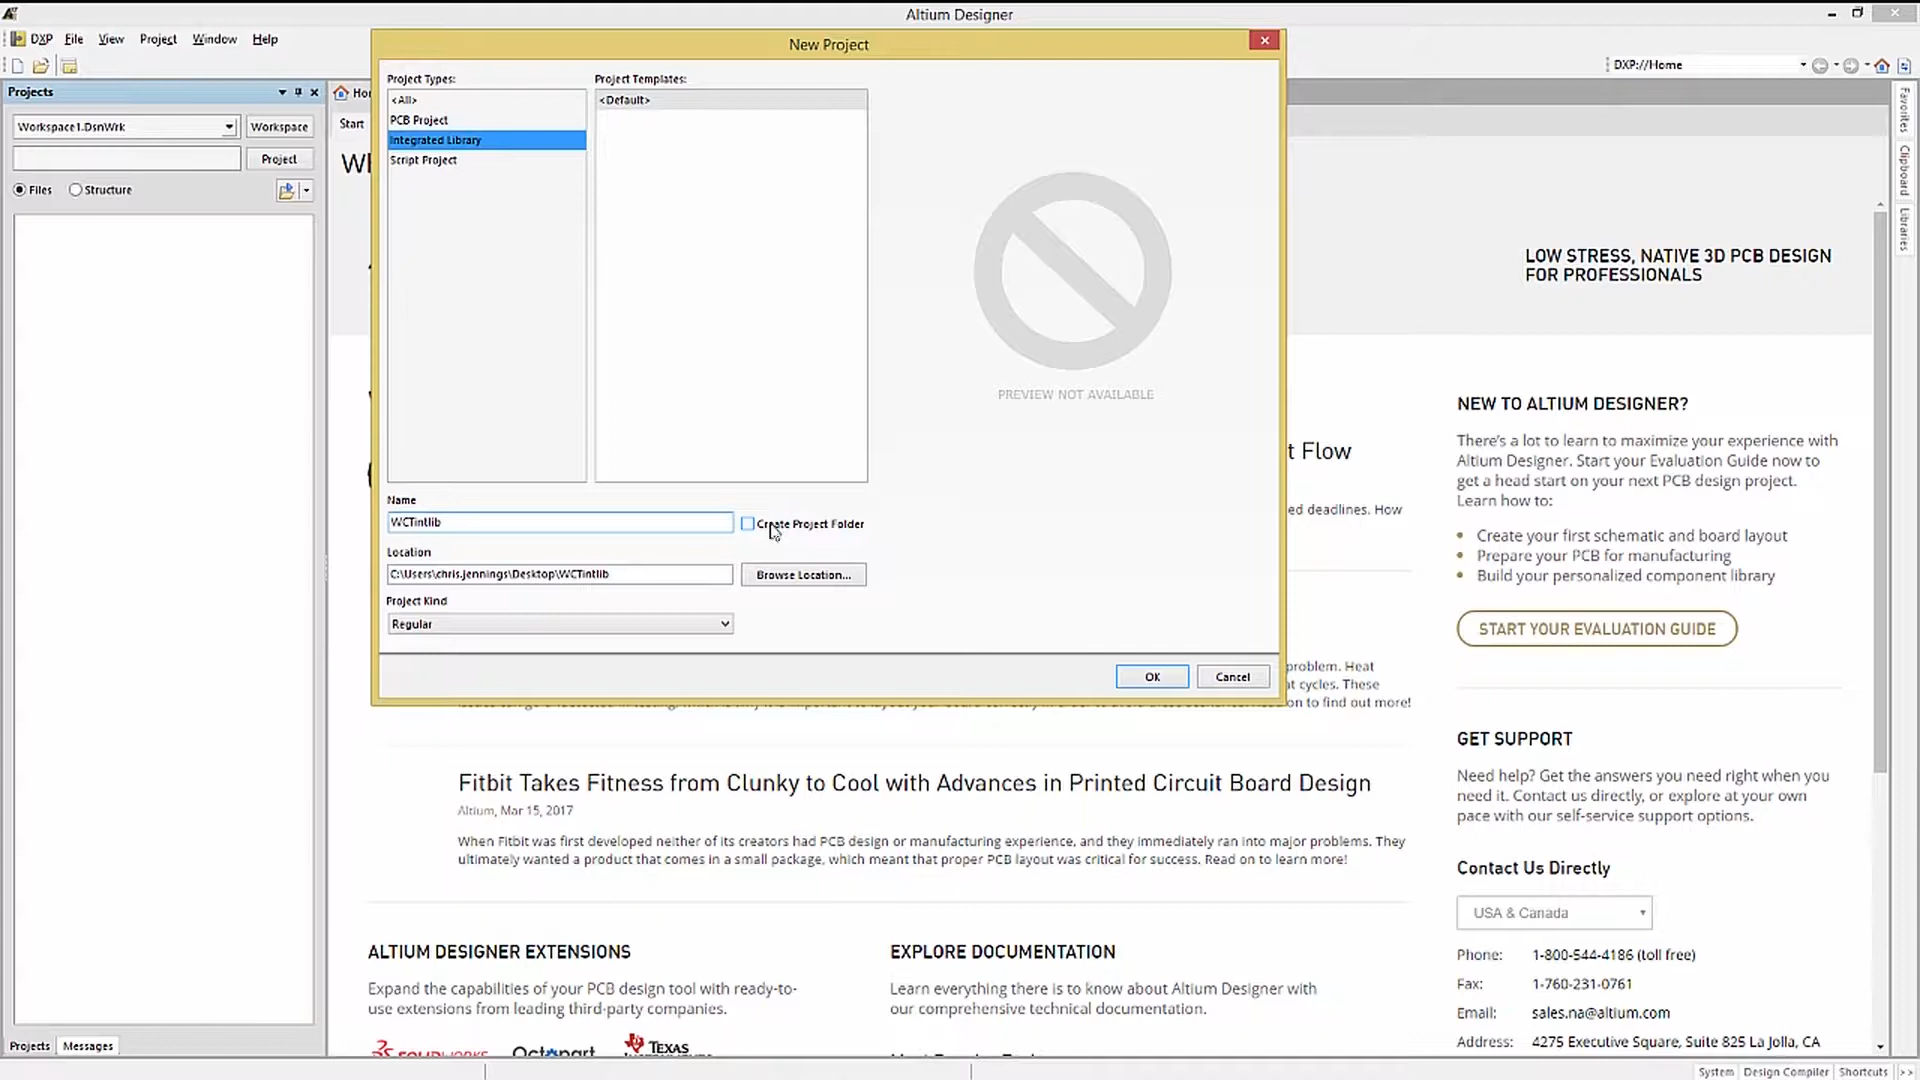 Altium Designer
DXP File View Project Window Help
DXP://Home
New Project
Projects
Workspace1.DsnWrk Workspace
Project
Files Structure
Project Types:
<All>
PCB Project
Integrated Library
Script Project
Project Templates:
<Default>
PREVIEW NOT AVAILABLE
Name
WCTintlib
Create Project Folder
Location
C:\Users\chris.jennings\Desktop\WCTintlib
Browse Location...
Project Kind
Regular
OK Cancel
Start
Favorites
Clipboard
Libraries
LOW STRESS, NATIVE 3D PCB DESIGN
FOR PROFESSIONALS
t Flow
ed deadlines. How
problem. Heat
t cycles. These
on to find out more!
Fitbit Takes Fitness from Clunky to Cool with Advances in Printed Circuit Board Design
Altium, Mar 15, 2017
When Fitbit was first developed neither of its creators had PCB design or manufacturing experience, and they immediately ran into major problems. They
ultimately wanted a product that comes in a small package, which meant that proper PCB layout was critical for success. Read on to learn more!
ALTIUM DESIGNER EXTENSIONS
Expand the capabilities of your PCB design tool with ready-to-
use extensions from leading third-party companies.
SOLIDWORKS Octopart TEXAS
EXPLORE DOCUMENTATION
Learn everything there is to know about Altium Designer with
our comprehensive technical documentation.
NEW TO ALTIUM DESIGNER?
There's a lot to learn to maximize your experience with
Altium Designer. Start your Evaluation Guide now to
get a head start on your next PCB design project.
Learn how to:
Create your first schematic and board layout
Prepare your PCB for manufacturing
Build your personalized component library
START YOUR EVALUATION GUIDE
GET SUPPORT
Need help? Get the answers you need right when you
need it. Contact us directly, or explore at your own
pace with our self-service support options.
Contact Us Directly
USA & Canada
Phone: 1-800-544-4186 (toll free)
Fax: 1-760-231-0761
Email: sales.na@altium.com
Address: 4275 Executive Square, Suite 825 La Jolla, CA
Projects Messages
System Design Compiler Shortcuts >>